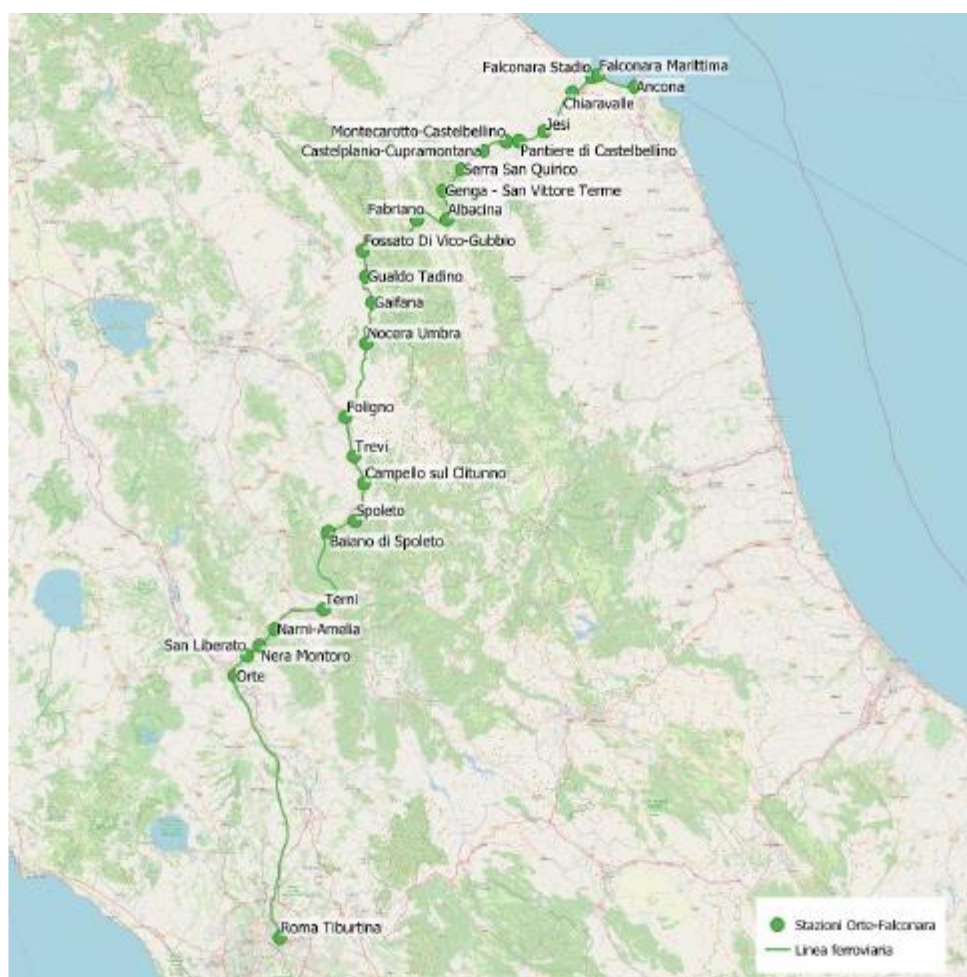 Falconara Stadio
Falconara Marittima
Ancona
Chiaravalle
Jesi
Montecarotto-Castelbellino
Pantiere di Castelbellino
Castelplanio-Cupramontana
Serra San Quirico
Genga - San Vittore Terme
Fabriano
Albacina
Fossato Di Vico-Gubbio
Gualdo Tadino
Gaifana
Nocera Umbra
Foligno
Trevi
Campello sul Clitunno
Spoleto
Baiano di Spoleto
Terni
Narni-Amelia
San Liberato
Nera Montoro
Orte
Roma Tiburtina
Stazioni Orte-Falconara
Linea ferroviaria